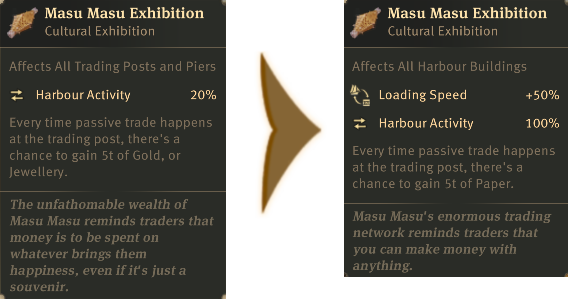 Masu Masu Exhibition
Cultural Exhibition
Affects All Trading Posts and Piers
Harbour Activity 20%
Every time passive trade happens
at the trading post, there's a
chance to gain 5t of Gold, or
Jewellery.
The unfathomable wealth of
Masu Masu reminds traders that
money is to be spent on
whatever brings them
happiness, even if it's just a
souvenir.
Masu Masu Exhibition
Cultural Exhibition
Affects All Harbour Buildings
Loading Speed +50%
Harbour Activity 100%
Every time passive trade happens
at the trading post, there's a
chance to gain 5t of Paper.
Masu Masu's enormous trading
network reminds traders that
you can make money with
anything.